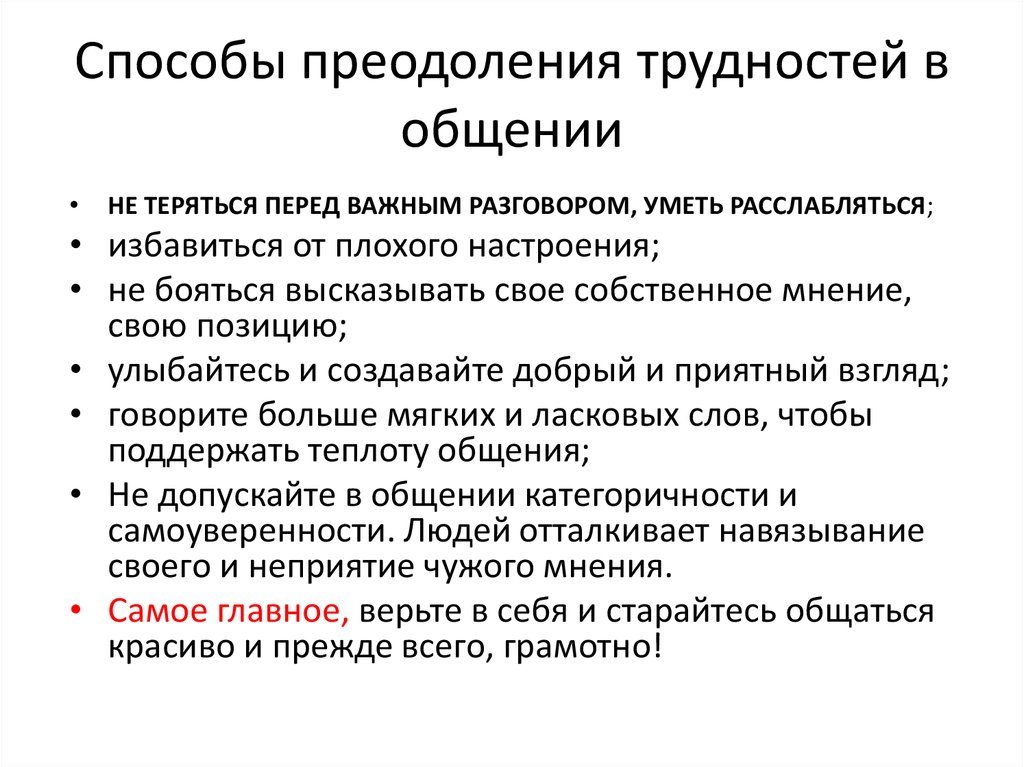 Способы преодоления трудностей в
общении
• НЕ ТЕРЯТЬСЯ ПЕРЕД ВАЖНЫМ РАЗГОВОРОМ, УМЕТЬ РАССЛАБЛЯТЬСЯ;
• избавиться от плохого настроения;
• не бояться высказывать свое собственное мнение,
свою позицию;
• улыбайтесь и создавайте добрый и приятный взгляд;
• говорите больше мягких и ласковых слов, чтобы
поддержать теплоту общения;
• Не допускайте в общении категоричности и
самоуверенности. Людей отталкивает навязывание
своего и неприятие чужого мнения.
• Самое главное, верьте в себя и старайтесь общаться
красиво и прежде всего, грамотно!